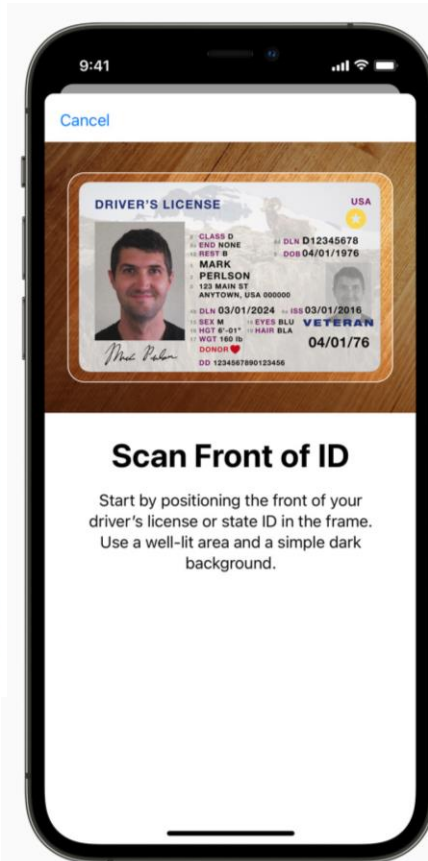 9:41
Cancel
DRIVER'S LICENSE
USA
CLASS D
END NONE
REST B
DLN D12345678
DOB 04/01/1976
MARK
PERLSON
123 MAIN ST
ANYTOWN, USA 000000
DLN 03/01/2024
ISS 03/01/2016
SEX M
EYES BLU
VETERAN
HGT 6'-01"
HAIR BLA
WGT 160 lb
04/01/76
DONOR
DD 1234567890123456
Mark Perlson
Scan Front of ID
Start by positioning the front of your
driver's license or state ID in the frame.
Use a well-lit area and a simple dark
background.